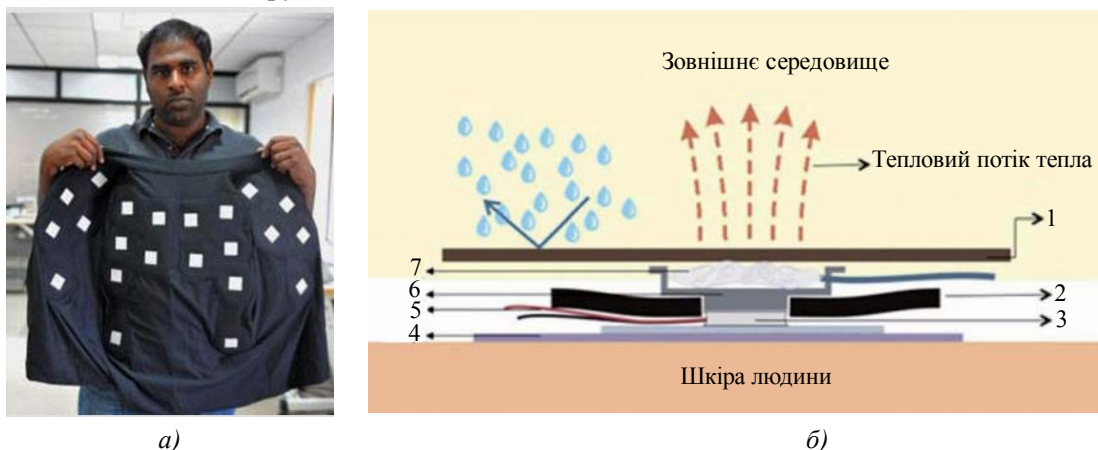 Зовнішнє середовище
Тепловий потік тепла
1
7
6
2
5
3
4
Шкіра людини
а)
б)